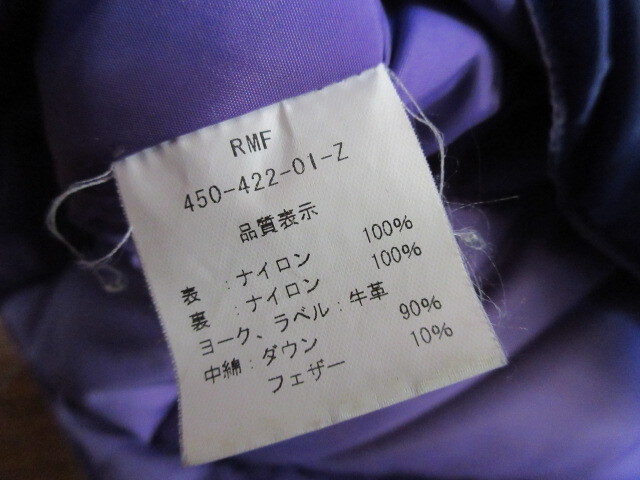 RMF
450-422-01-Z
品質表示
表 : ナイロン 100%
裏 : ナイロン 100%
ヨーク、ラベル : 牛革
中綿 : ダウン 90%
フェザー 10%